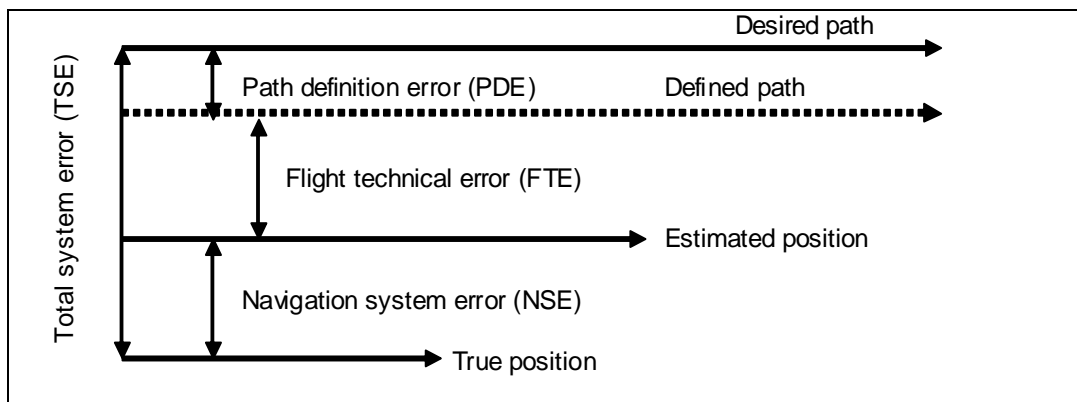 Desired path
Path definition error (PDE)
Defined path
Total system error (TSE)
Flight technical error (FTE)
Estimated position
Navigation system error (NSE)
True position